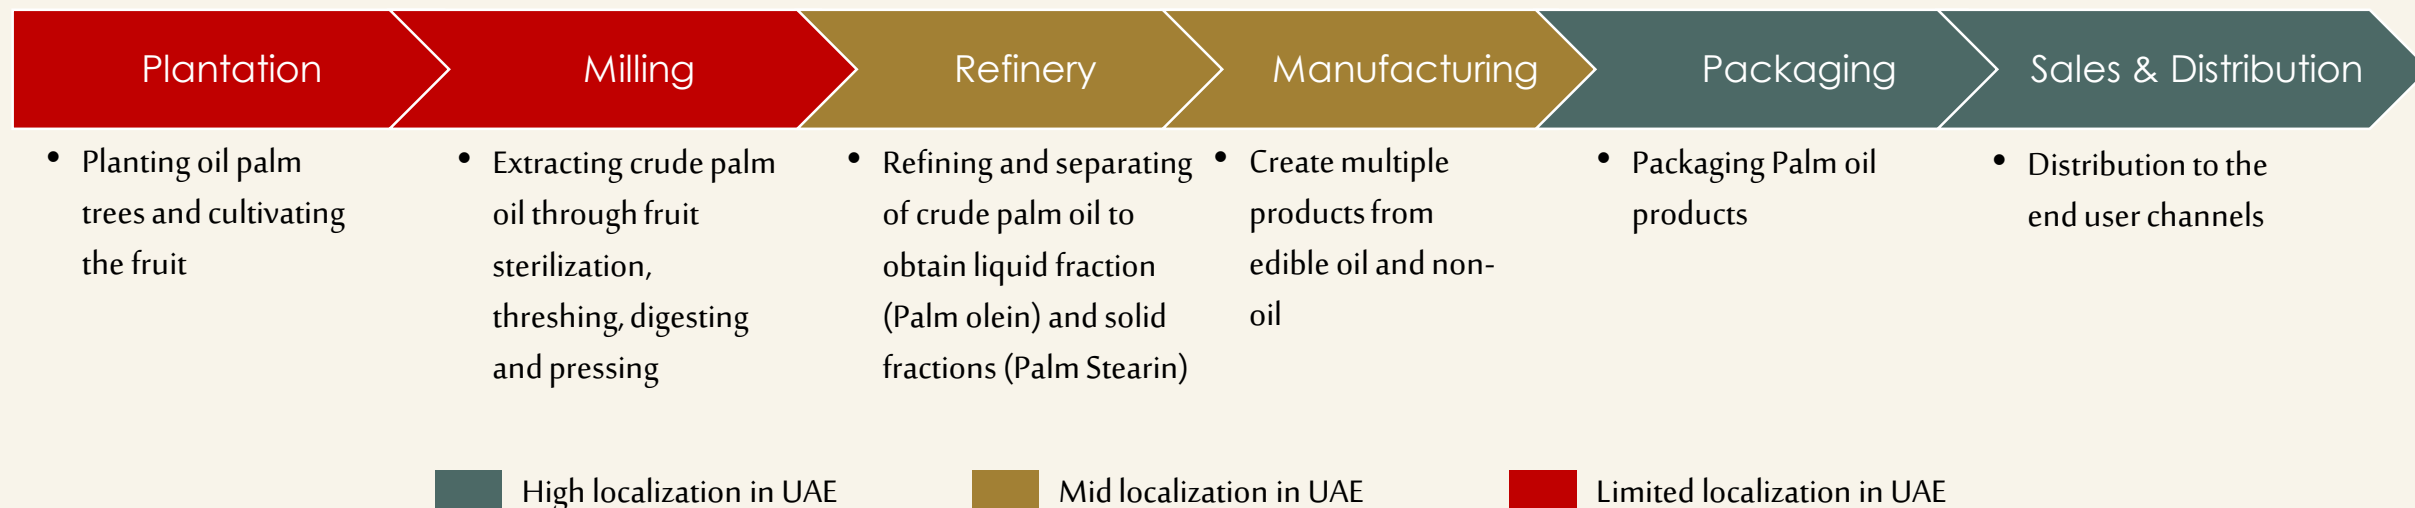 Plantation
Milling
Refinery
Manufacturing
Packaging
Sales & Distribution
• Planting oil palm
trees and cultivating
the fruit
• Extracting crude palm
oil through fruit
sterilization,
threshing, digesting
and pressing
• Refining and separating
of crude palm oil to
obtain liquid fraction
(Palm olein) and solid
fractions (Palm Stearin)
• Create multiple
products from
edible oil and non-
oil
• Packaging Palm oil
products
• Distribution to the
end user channels
High localization in UAE
Mid localization in UAE
Limited localization in UAE